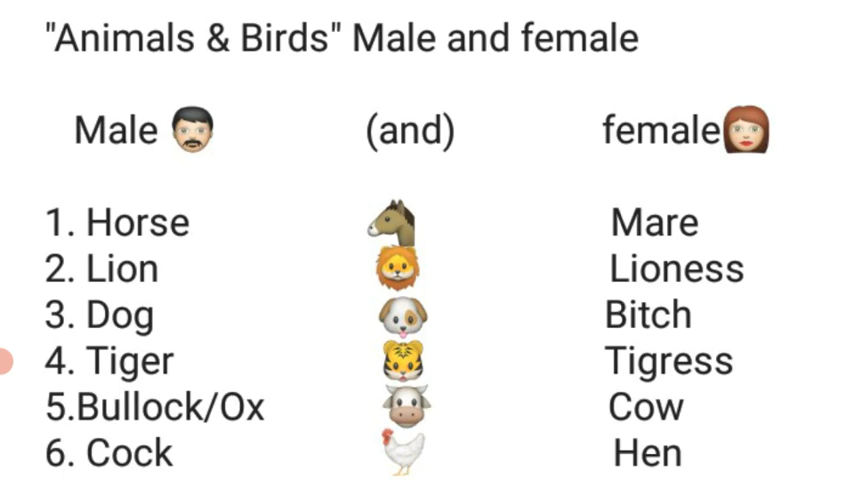 "Animals & Birds" Male and female
Male (and) female
1. Horse Mare
2. Lion Lioness
3. Dog Bitch
4. Tiger Tigress
5.Bullock/Ox Cow
6. Cock Hen